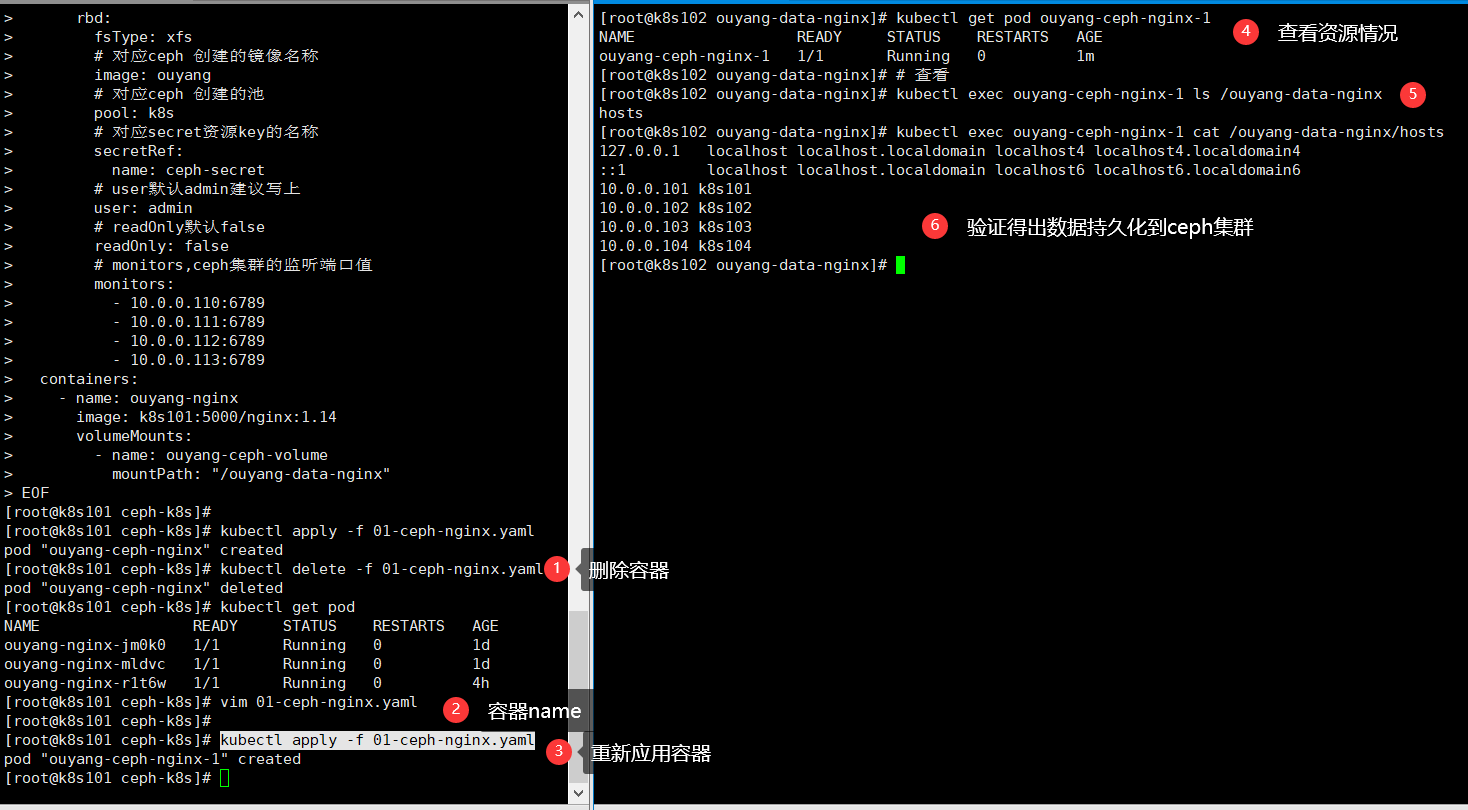 >       rbd:
>         fsType: xfs
>         # 对应ceph 创建的镜像名称
>         image: ouyang
>         # 对应ceph 创建的池
>         pool: k8s
>         # 对应secret资源key的名称
>         secretRef:
>           name: ceph-secret
>         # user默认admin建议写上
>         user: admin
>         # readOnly默认false
>         readOnly: false
>         # monitors,ceph集群的监听端口值
>         monitors:
>           - 10.0.0.110:6789
>           - 10.0.0.111:6789
>           - 10.0.0.112:6789
>           - 10.0.0.113:6789
>   containers:
>     - name: ouyang-nginx
>       image: k8s101:5000/nginx:1.14
>       volumeMounts:
>         - name: ouyang-ceph-volume
>           mountPath: "/ouyang-data-nginx"
> EOF
[root@k8s101 ceph-k8s]#
[root@k8s101 ceph-k8s]# kubectl apply -f 01-ceph-nginx.yaml
pod "ouyang-ceph-nginx" created
[root@k8s101 ceph-k8s]# kubectl delete -f 01-ceph-nginx.yaml
1 删除容器
pod "ouyang-ceph-nginx" deleted
[root@k8s101 ceph-k8s]# kubectl get pod
NAME                 READY     STATUS    RESTARTS   AGE
ouyang-nginx-jm0k0   1/1       Running   0          1d
ouyang-nginx-mldvc   1/1       Running   0          1d
ouyang-nginx-r1t6w   1/1       Running   0          4h
[root@k8s101 ceph-k8s]# vim 01-ceph-nginx.yaml
2 容器name
[root@k8s101 ceph-k8s]#
[root@k8s101 ceph-k8s]# kubectl apply -f 01-ceph-nginx.yaml
3 重新应用容器
pod "ouyang-ceph-nginx-1" created
[root@k8s101 ceph-k8s]#
[root@k8s102 ouyang-data-nginx]# kubectl get pod ouyang-ceph-nginx-1
4 查看资源情况
NAME                  READY     STATUS    RESTARTS   AGE
ouyang-ceph-nginx-1   1/1       Running   0          1m
[root@k8s102 ouyang-data-nginx]# # 查看
[root@k8s102 ouyang-data-nginx]# kubectl exec ouyang-ceph-nginx-1 ls /ouyang-data-nginx
5
hosts
[root@k8s102 ouyang-data-nginx]# kubectl exec ouyang-ceph-nginx-1 cat /ouyang-data-nginx/hosts
127.0.0.1   localhost localhost.localdomain localhost4 localhost4.localdomain4
::1         localhost localhost.localdomain localhost6 localhost6.localdomain6
10.0.0.101 k8s101
10.0.0.102 k8s102
10.0.0.103 k8s103
6 验证得出数据持久化到ceph集群
10.0.0.104 k8s104
[root@k8s102 ouyang-data-nginx]#